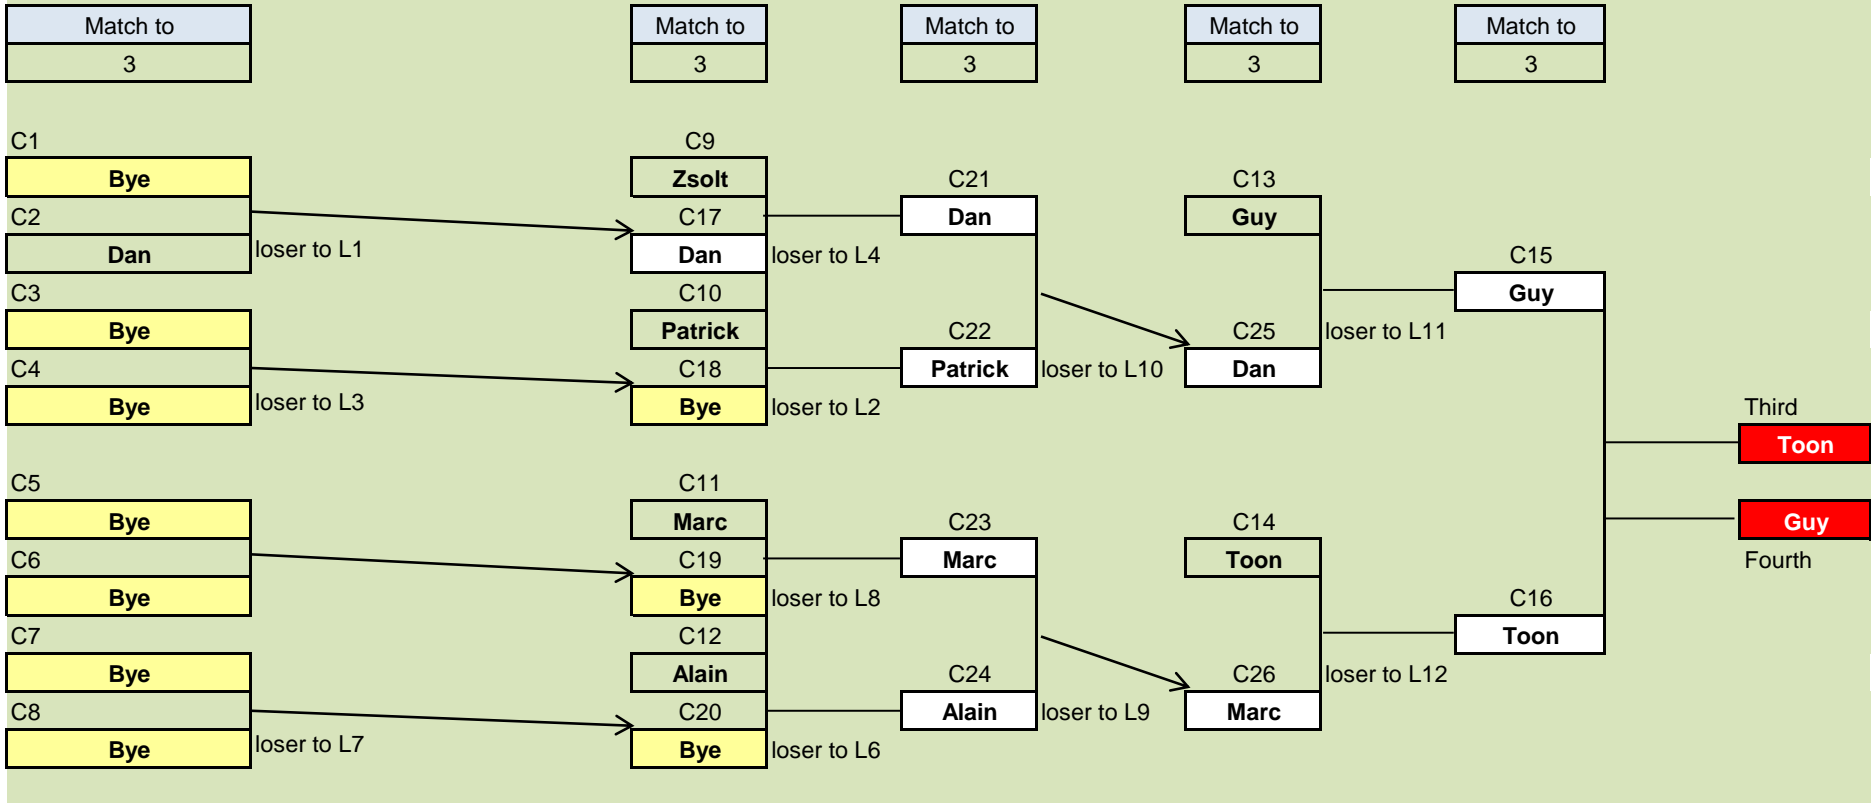 Match to Match to Match to Match to Match to
3 3 3 3 3
C1 C9
Bye Zsolt C21 C13
C2 C17 Dan Guy
Dan loser to L1 Dan loser to L4 C15
C3 C10 Guy
Bye Patrick C22 C25 loser to L11
C4 C18 Patrick loser to L10 Dan
Bye loser to L3 Bye loser to L2 Third
Toon
C5 C11
Bye Marc C23 C14 Guy
C6 C19 Marc Toon Fourth
Bye Bye loser to L8 C16
C7 C12 Toon
Bye Alain C24 C26 loser to L12
C8 C20 Alain loser to L9 Marc
Bye loser to L7 Bye loser to L6